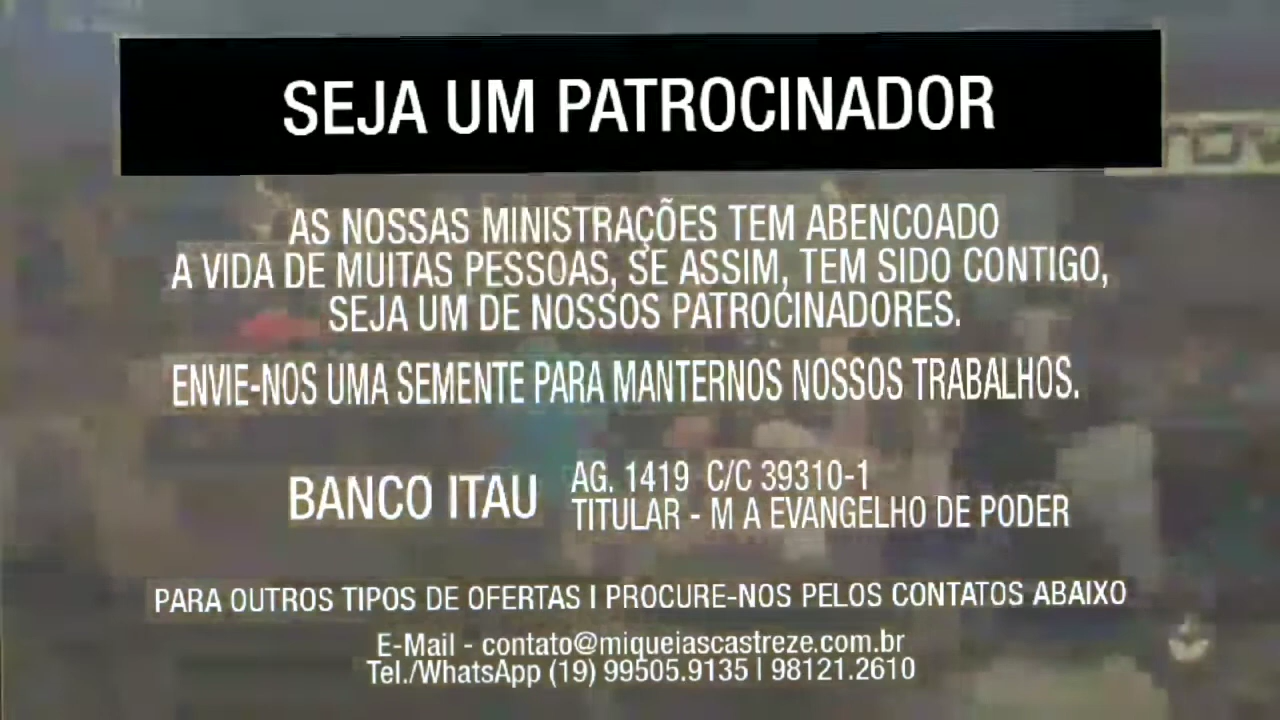 SEJA UM PATROCINADOR
AS NOSSAS MINISTRAÇÕES TEM ABENCOADO
A VIDA DE MUITAS PESSOAS, SE ASSIM, TEM SIDO CONTIGO,
SEJA UM DE NOSSOS PATROCINADORES.
ENVIE-NOS UMA SEMENTE PARA MANTERNOS NOSSOS TRABALHOS.
BANCO ITAU
AG. 1419 C/C 39310-1
TITULAR - M A EVANGELHO DE PODER
PARA OUTROS TIPOS DE OFERTAS I PROCURE-NOS PELOS CONTATOS ABAIXO
E-Mail - contato@miqueiascastreze.com.br
Tel./WhatsApp (19) 99505.9135 | 98121.2610